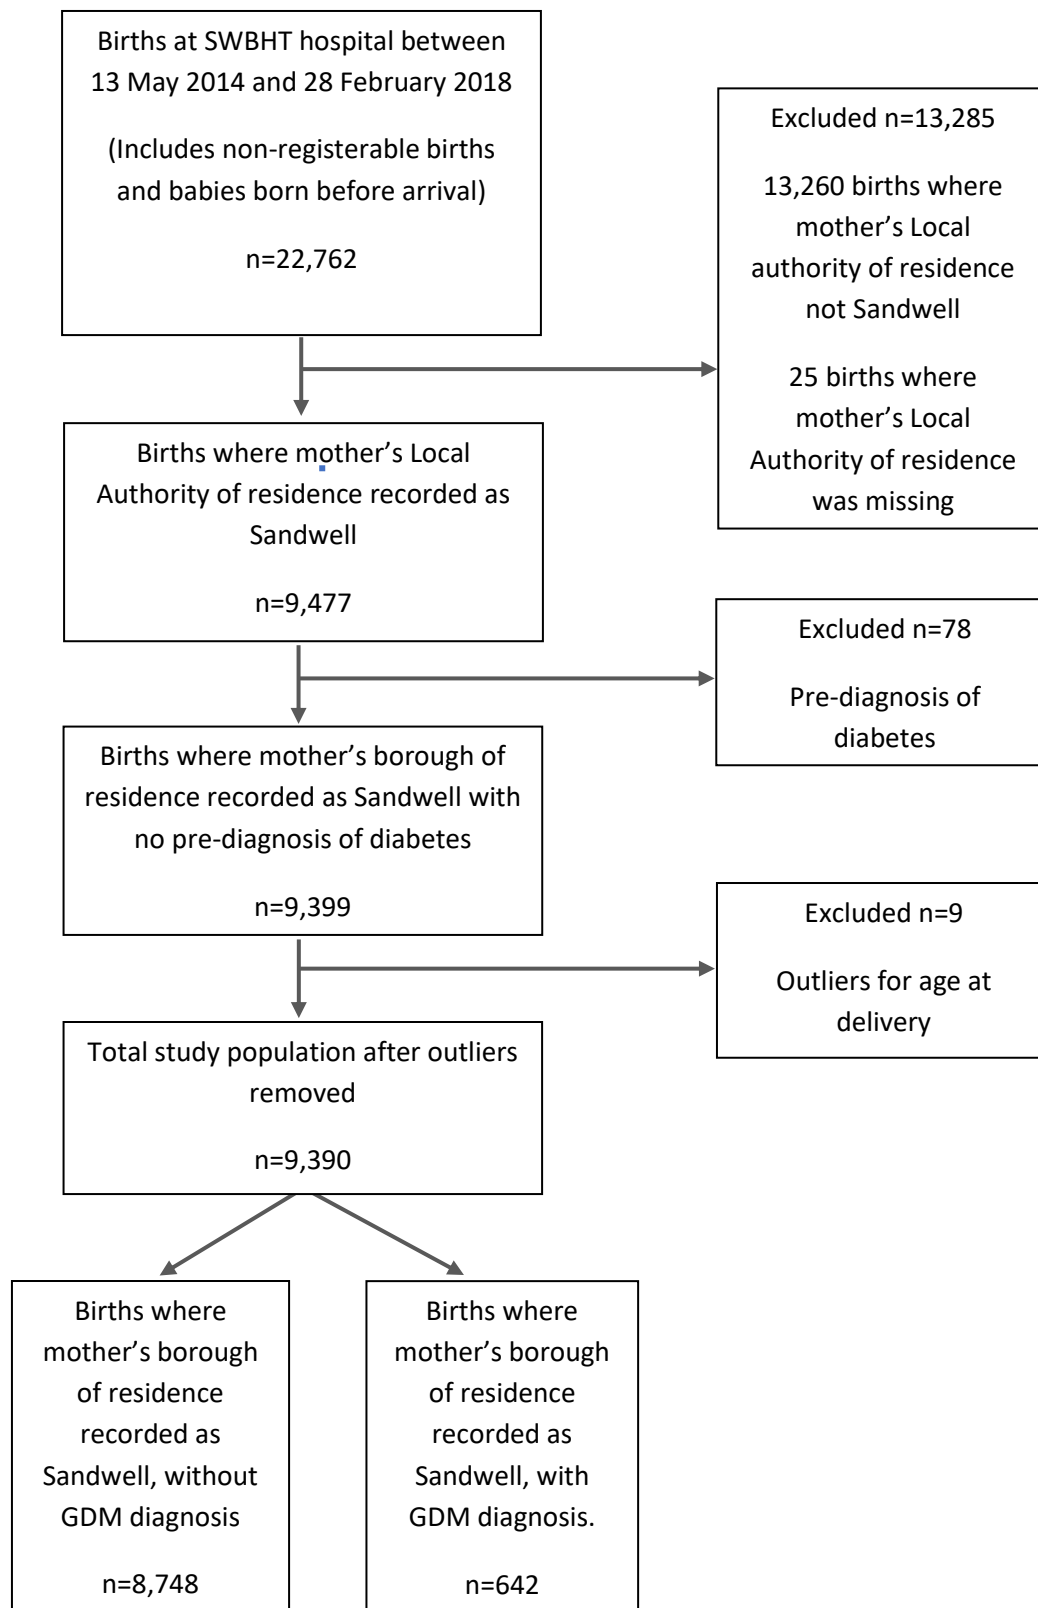 Births at SWBHT hospital between
13 May 2014 and 28 February 2018
(Includes non-registerable births
and babies born before arrival)
n=22,762
Excluded n=13,285
13,260 births where
mother’s Local
authority of residence
not Sandwell
25 births where
mother’s Local
Authority of residence
was missing
Births where mother’s Local
Authority of residence recorded as
Sandwell
n=9,477
Excluded n=78
Pre-diagnosis of
diabetes
Births where mother’s borough of
residence recorded as Sandwell with
no pre-diagnosis of diabetes
n=9,399
Excluded n=9
Outliers for age at
delivery
Total study population after outliers
removed
n=9,390
Births where
mother’s borough
of residence
recorded as
Sandwell, without
GDM diagnosis
n=8,748
Births where
mother’s borough
of residence
recorded as
Sandwell, with
GDM diagnosis.
n=642